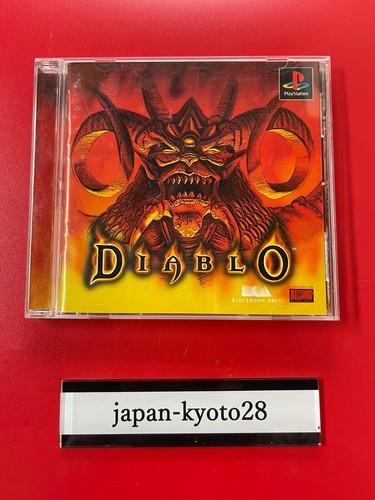 PlayStation
DIABLO
ELECTRONIC ARTS
japan-kyoto28